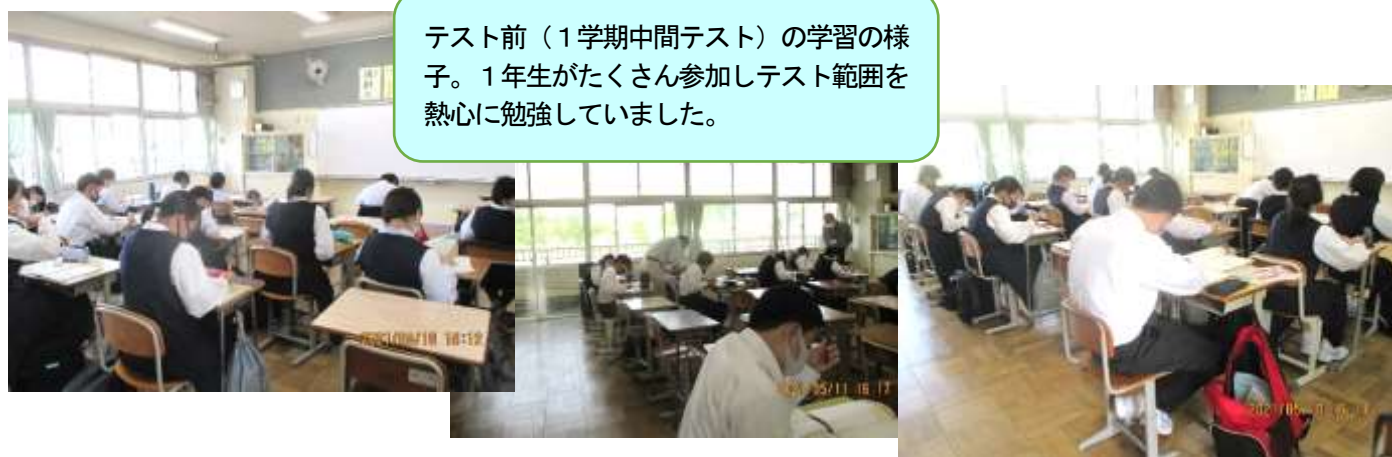 テスト前(1学期中間テスト)の学習の様
子。1年生がたくさん参加しテスト範囲を
熱心に勉強していました。